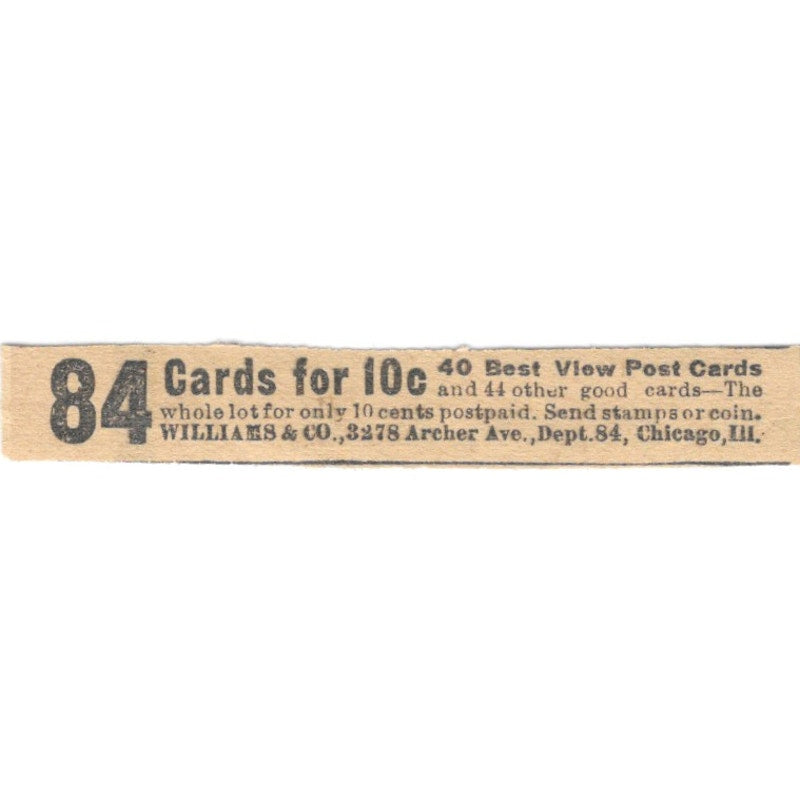 84 Cards for 10c 40 Best View Post Cards
and 44 other good cards—The
whole lot for only 10 cents postpaid. Send stamps or coin.
WILLIAMS & CO., 3278 Archer Ave., Dept. 84, Chicago, Ill.